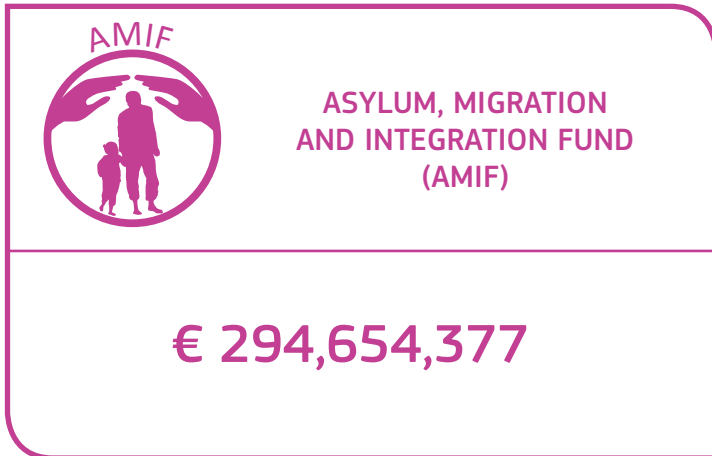 AMIF
ASYLUM, MIGRATION
AND INTEGRATION FUND
(AMIF)
€ 294,654,377